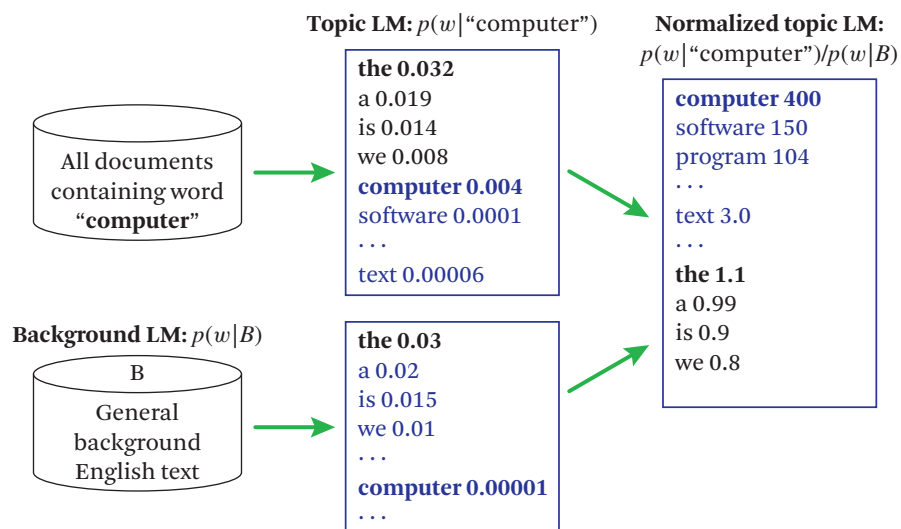 Topic LM: p(w|“computer”)
Normalized topic LM:
p(w|“computer”)/p(w|B)
All documents
containing word
“computer”
the 0.032
a 0.019
is 0.014
we 0.008
computer 0.004
software 0.0001
...
text 0.00006
computer 400
software 150
program 104
...
text 3.0
...
the 1.1
a 0.99
is 0.9
we 0.8
Background LM: p(w|B)
B
General
background
English text
the 0.03
a 0.02
is 0.015
we 0.01
...
computer 0.00001
...